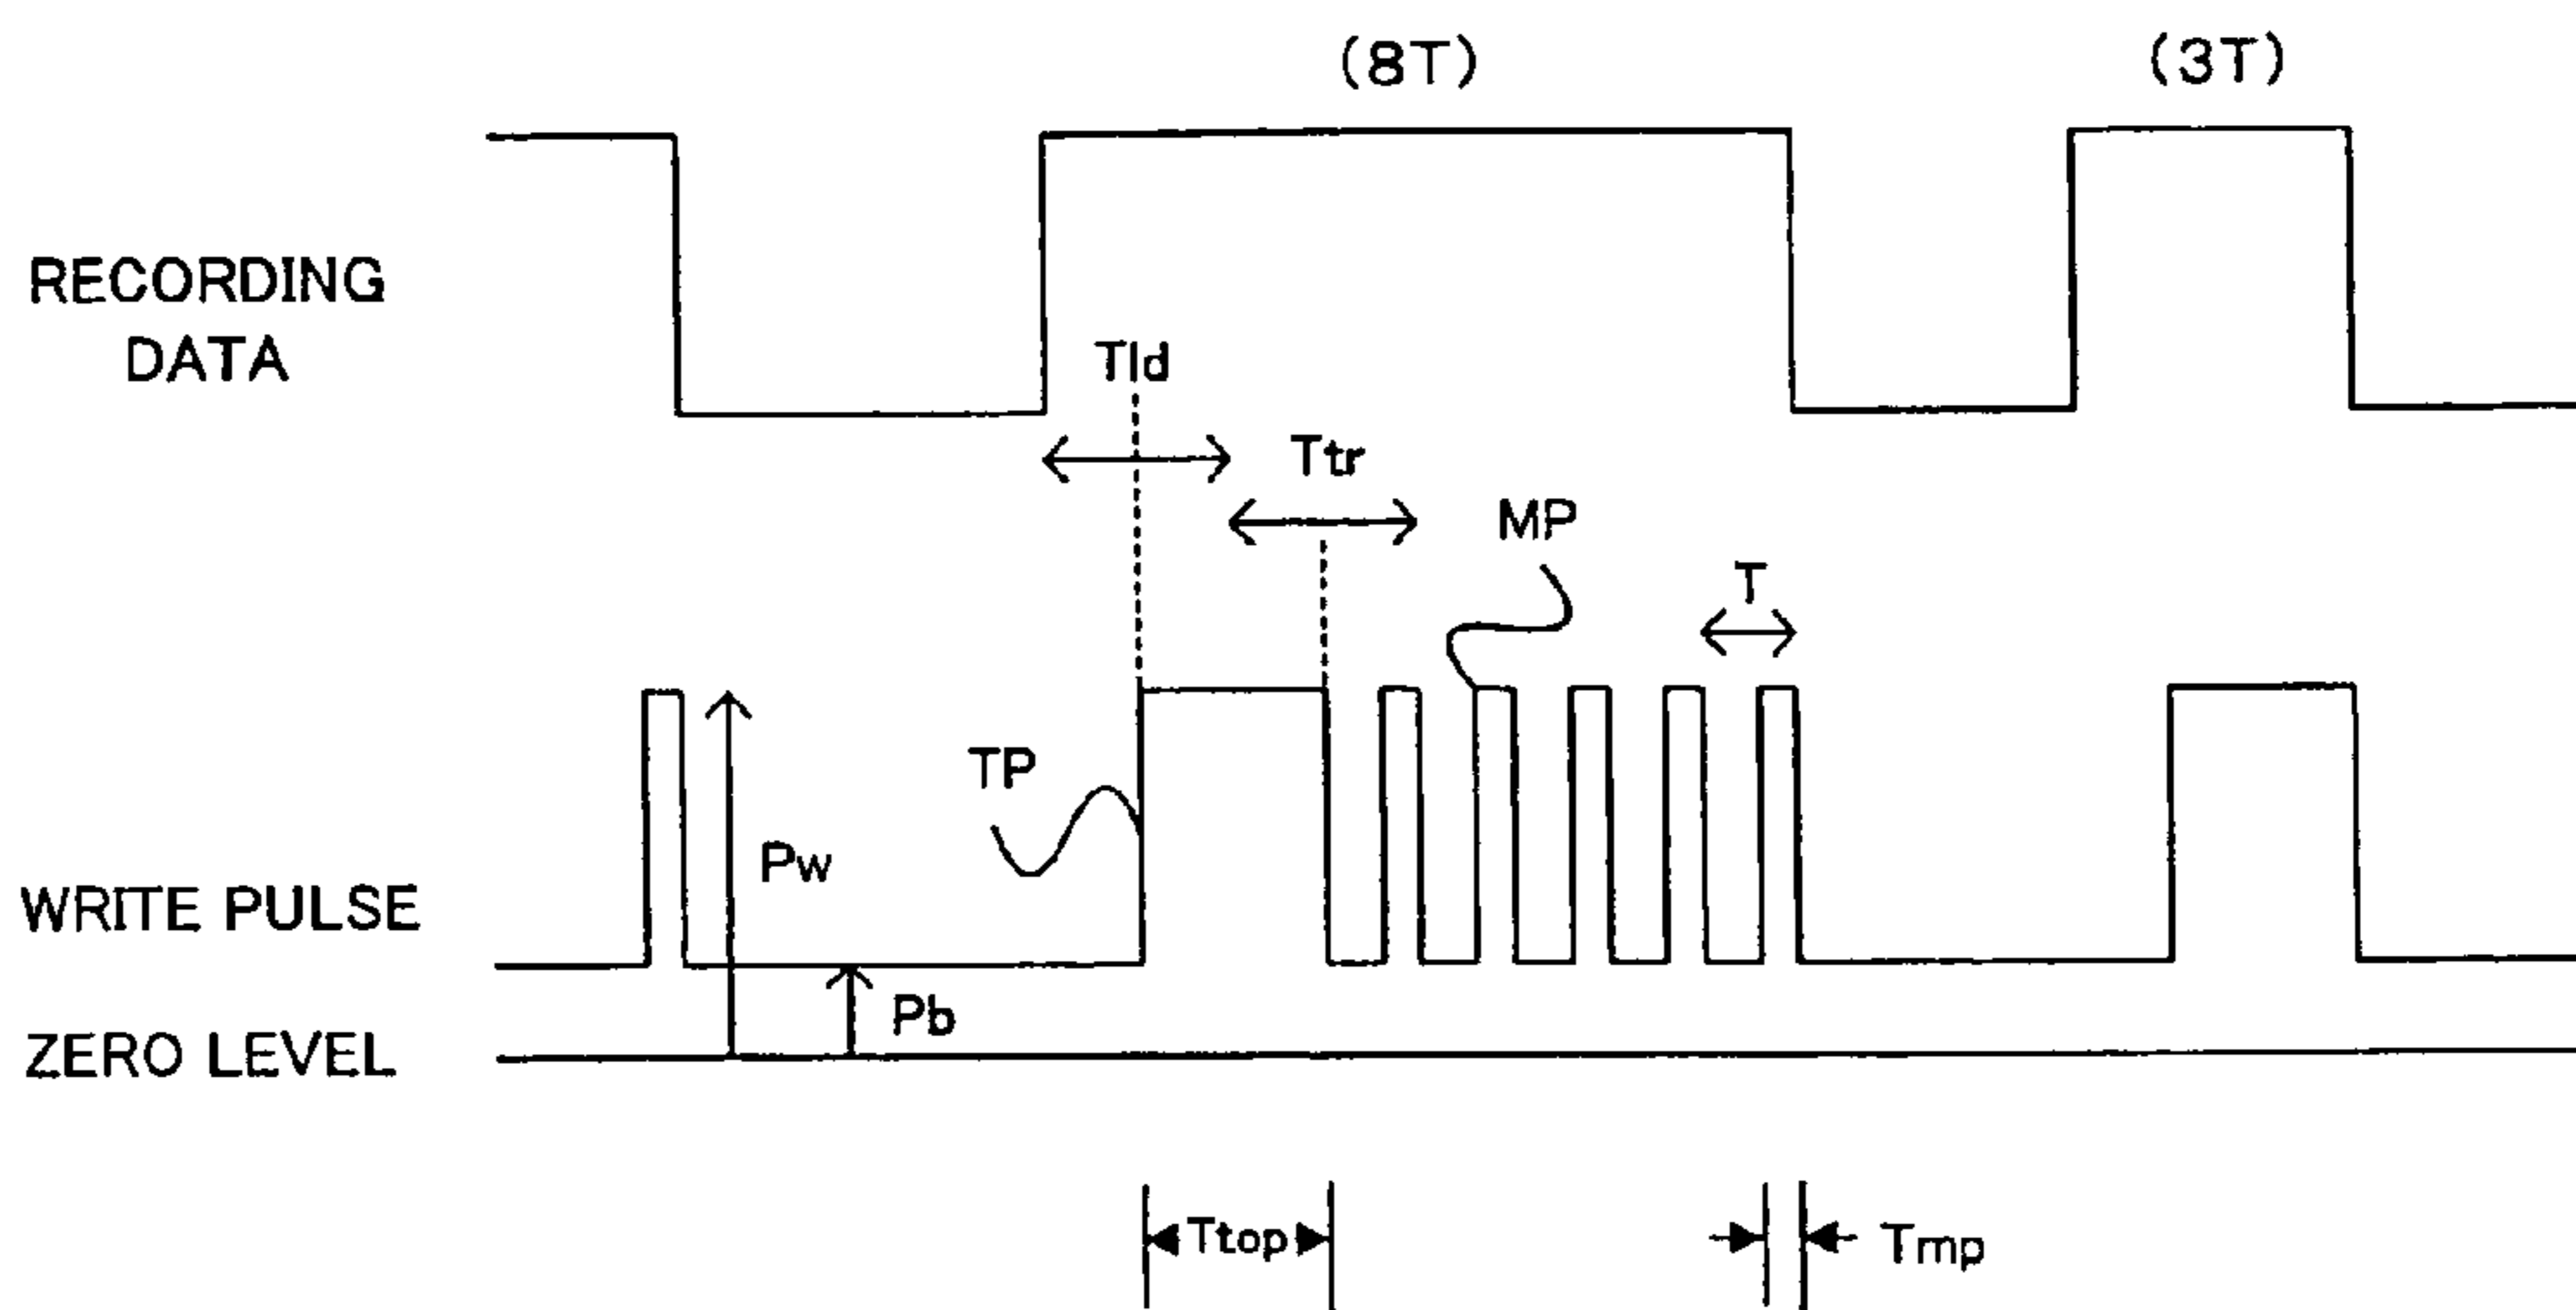 (8T)
(3T)
RECORDING
DATA
Tld
Ttr
MP
T
TP
Pw
WRITE PULSE
Pb
ZERO LEVEL
Ttop
Tmp